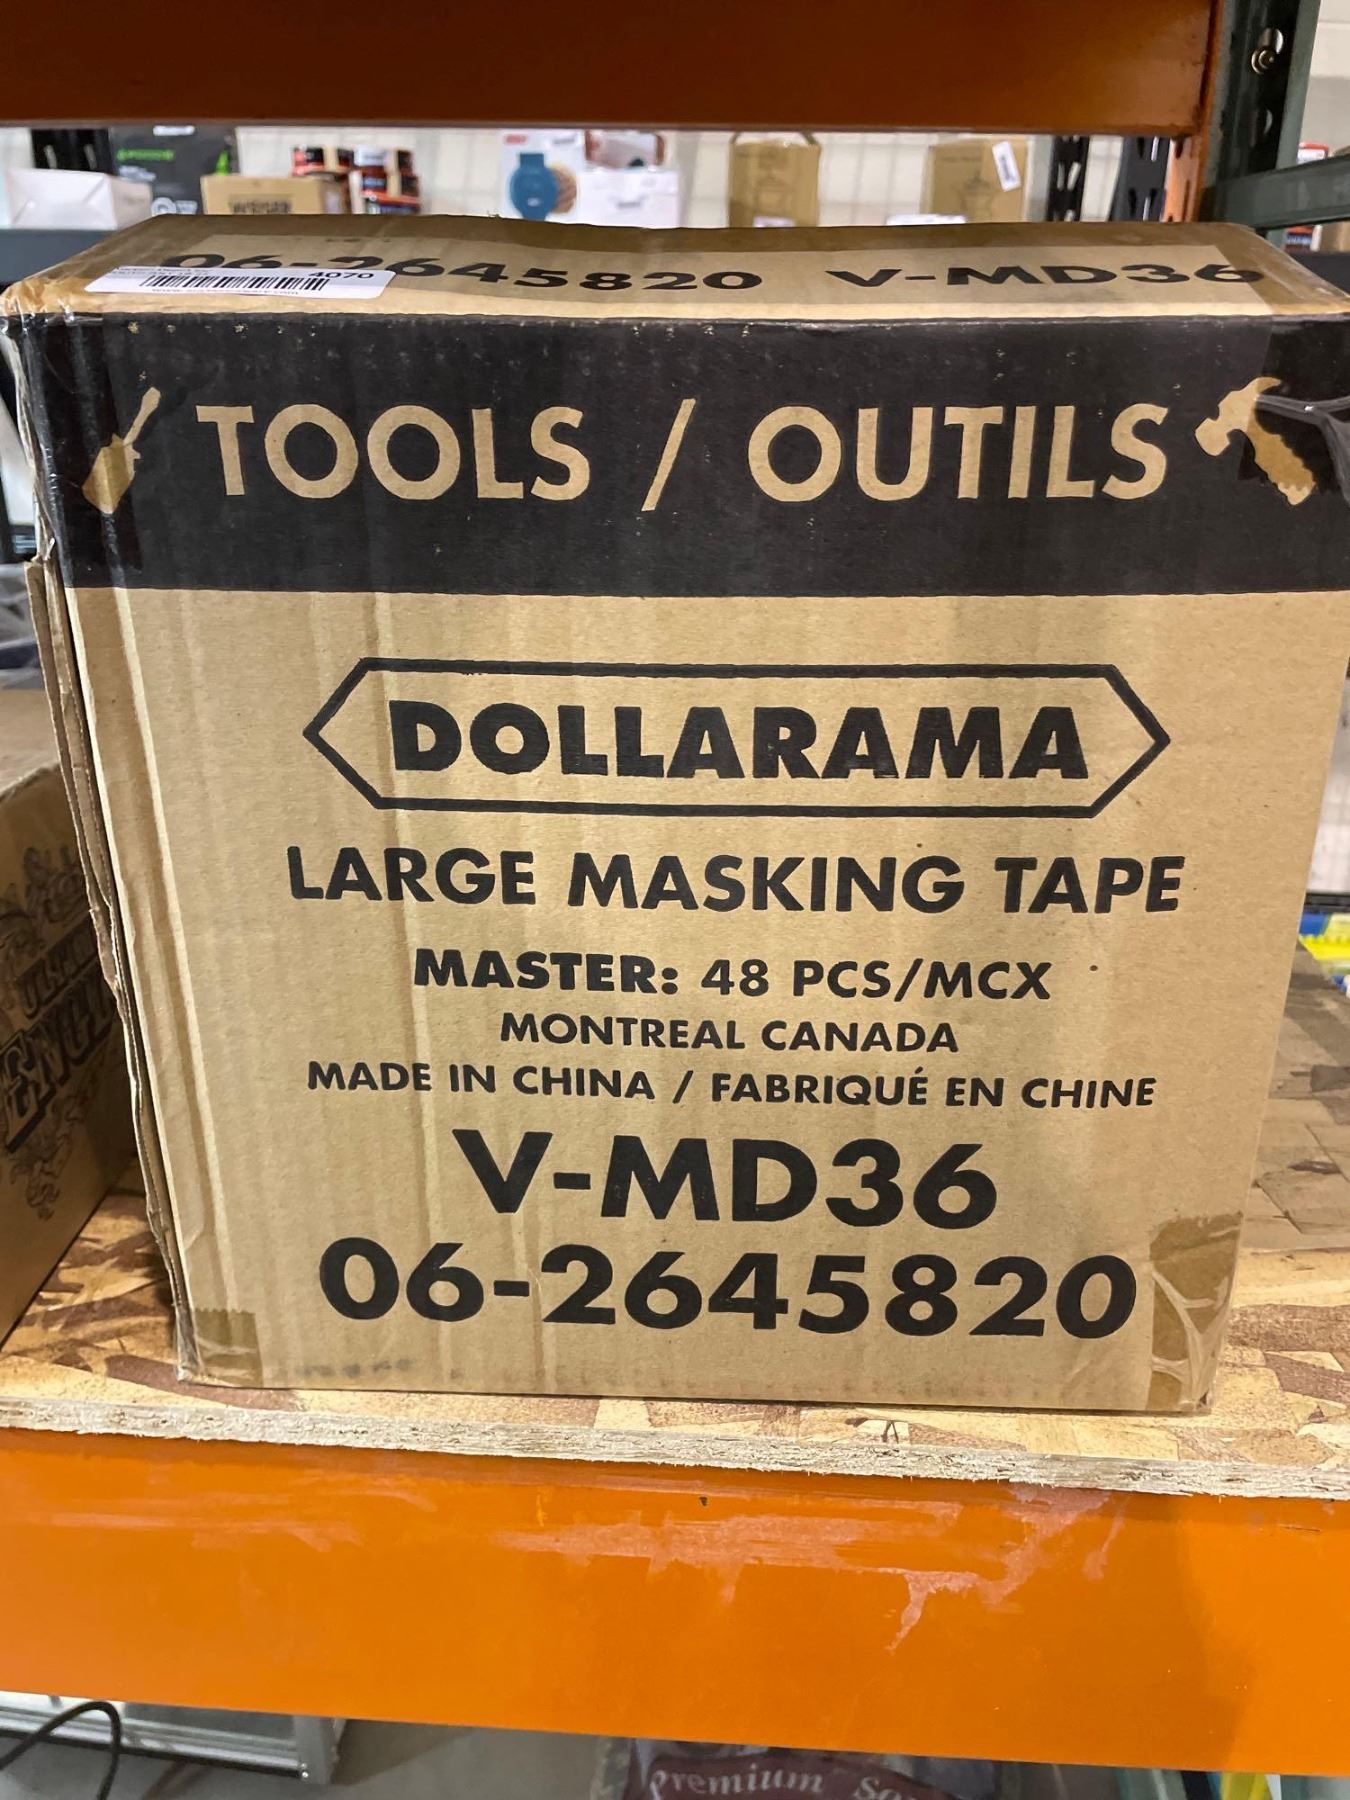 06-2645820 V-MD36
4070
TOOLS / OUTILS
DOLLARAMA
LARGE MASKING TAPE
MASTER: 48 PCS/MCX
MONTREAL CANADA
MADE IN CHINA / FABRIQUÉ EN CHINE
V-MD36
06-2645820
Premium